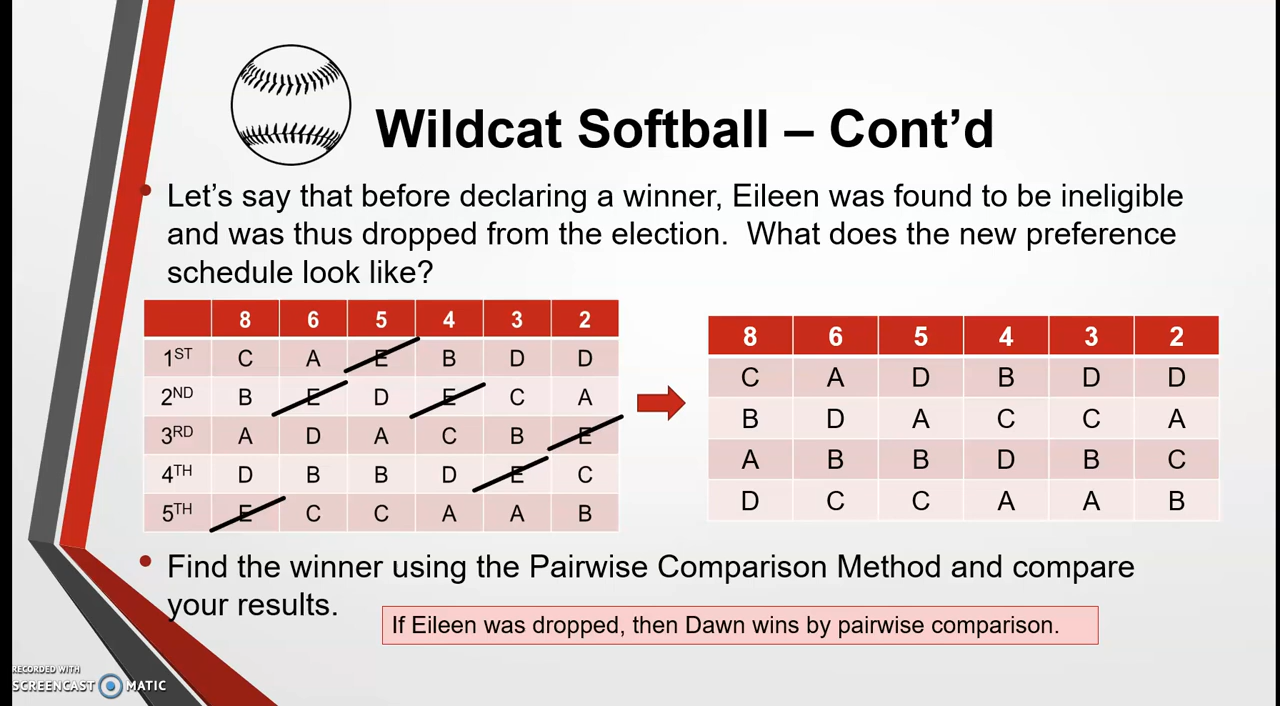 Wildcat Softball – Cont’d
• Let’s say that before declaring a winner, Eileen was found to be ineligible
and was thus dropped from the election.  What does the new preference
schedule look like?
8 6 5 4 3 2
1ST C A E B D D
2ND B E D E C A
3RD A D A C B E
4TH D B B D E C
5TH E C C A A B
8 6 5 4 3 2
C A D B D D
B D A C C A
A B B D B C
D C C A A B
• Find the winner using the Pairwise Comparison Method and compare
your results.
If Eileen was dropped, then Dawn wins by pairwise comparison.
RECORDED WITH
SCREENCAST MATIC